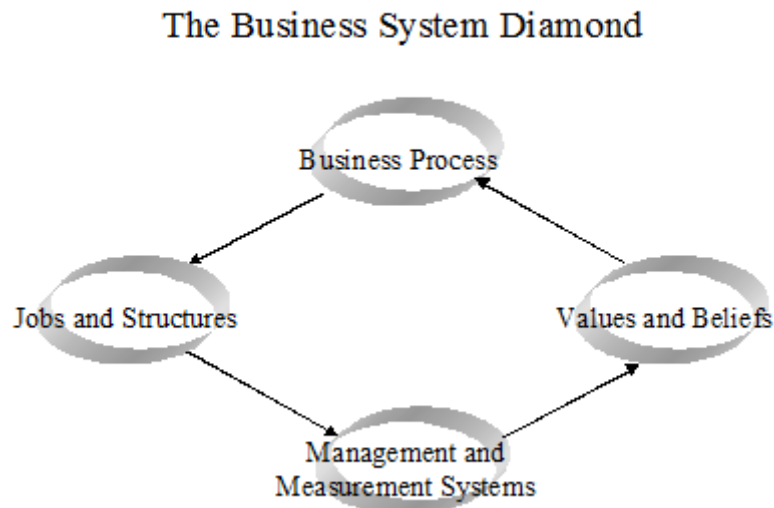 The Business System Diamond
Business Process
Jobs and Structures
Values and Beliefs
Management and
Measurement Systems